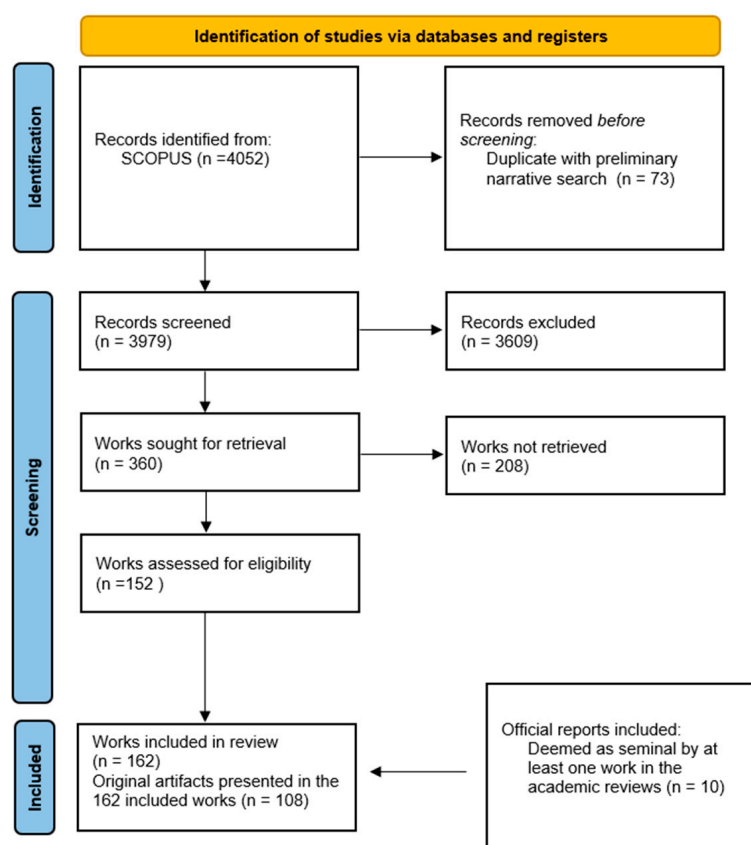 Identification of studies via databases and registers
Identification
Records identified from:
SCOPUS (n =4052)
Records removed before
screening:
Duplicate with preliminary
narrative search (n = 73)
Screening
Records screened
(n = 3979)
Records excluded
(n = 3609)
Works sought for retrieval
(n = 360)
Works not retrieved
(n = 208)
Works assessed for eligibility
(n =152 )
Included
Works included in review
(n = 162)
Original artifacts presented in the
162 included works (n = 108)
Official reports included:
Deemed as seminal by at
least one work in the
academic reviews (n = 10)